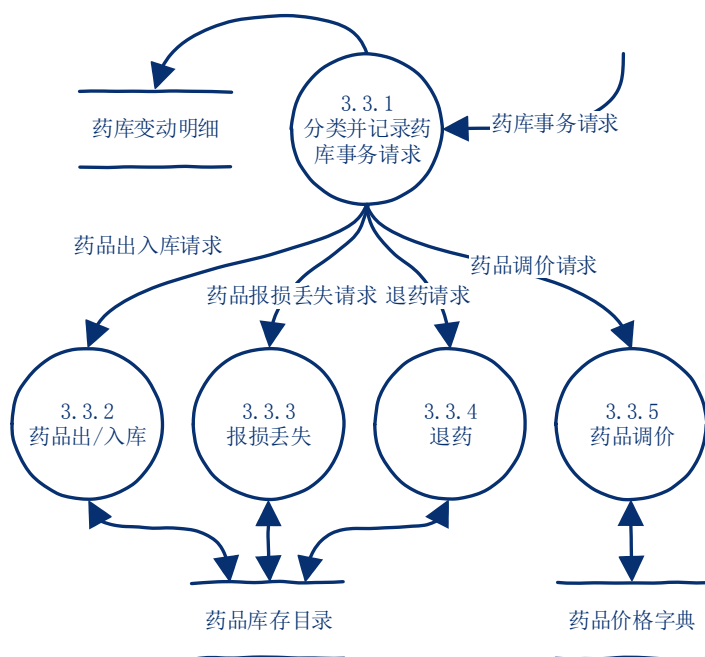 3.3.1
分类并记录药
库事务请求
药库变动明细
药库事务请求
药品出入库请求
药品调价请求
药品报损丢失请求
退药请求
3.3.2
药品出/入库
3.3.3
报损丢失
3.3.4
退药
3.3.5
药品调价
药品库存目录
药品价格字典